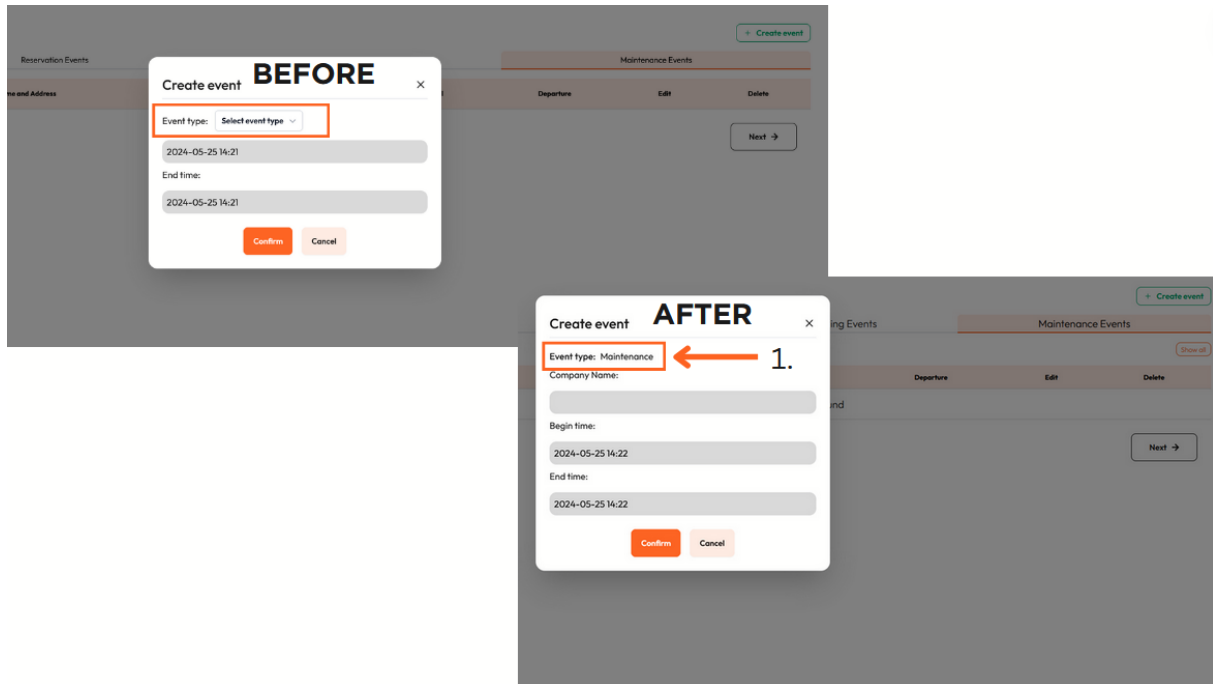 + Create event
Reservation Events
Maintenance Events
me and Address
Departure
Edit
Delete
Next →
BEFORE
Create event
×
Event type: Select event type
2024-05-25 14:21
End time:
2024-05-25 14:21
Confirm
Cancel
+ Create event
ing Events
Maintenance Events
Show all
Departure
Edit
Delete
und
Next →
AFTER
Create event
×
Event type: Maintenance
1.
Company Name:
Begin time:
2024-05-25 14:22
End time:
2024-05-25 14:22
Confirm
Cancel